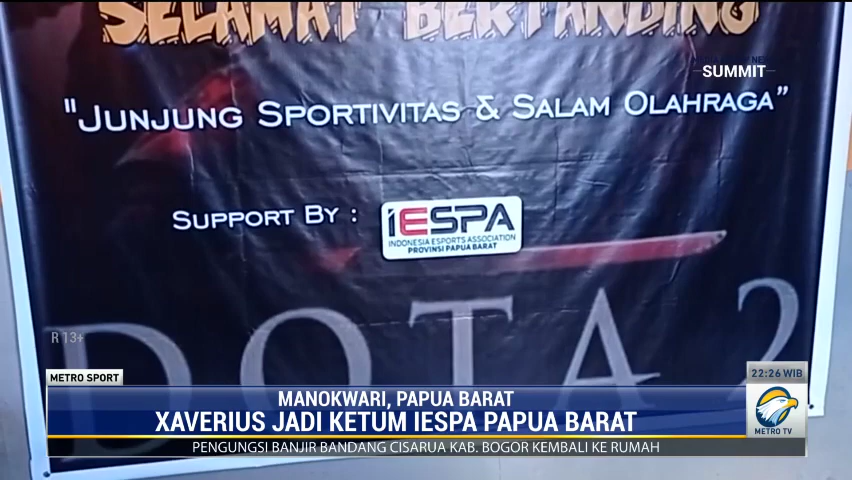 SELAMAT BERTANDING
SUMMIT
"JUNJUNG SPORTIVITAS & SALAM OLAHRAGA"
SUPPORT BY :
iESPA
INDONESIA ESPORTS ASSOCIATION
PROVINSI PAPUA BARAT
DOTA 2
R 13+
METRO SPORT
22:26 WIB
MANOKWARI, PAPUA BARAT
XAVERIUS JADI KETUM IESPA PAPUA BARAT
METRO TV
PENGUNGSI BANJIR BANDANG CISARUA KAB. BOGOR KEMBALI KE RUMAH